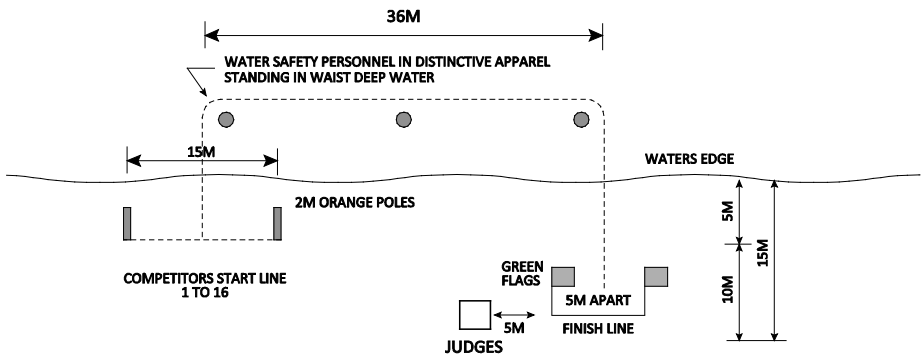 36M
WATER SAFETY PERSONNEL IN DISTINCTIVE APPAREL
STANDING IN WAIST DEEP WATER
15M
WATERS EDGE
2M ORANGE POLES
5M
15M
10M
COMPETITORS START LINE
1 TO 16
GREEN
FLAGS
5M APART
5M
FINISH LINE
JUDGES